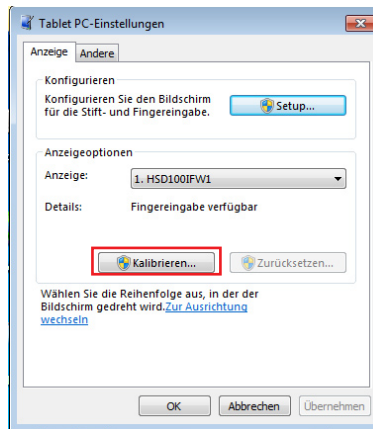 Tablet PC-Einstellungen
Anzeige Andere
Konfigurieren
Konfigurieren Sie den Bildschirm
für die Stift- und Fingereingabe.
Setup...
Anzeigeoptionen
Anzeige: 1. HSD100IFW1
Details: Fingereingabe verfügbar
Kalibrieren... Zurücksetzen...
Wählen Sie die Reihenfolge aus, in der der
Bildschirm gedreht wird.Zur Ausrichtung
wechseln
OK Abbrechen Übernehmen